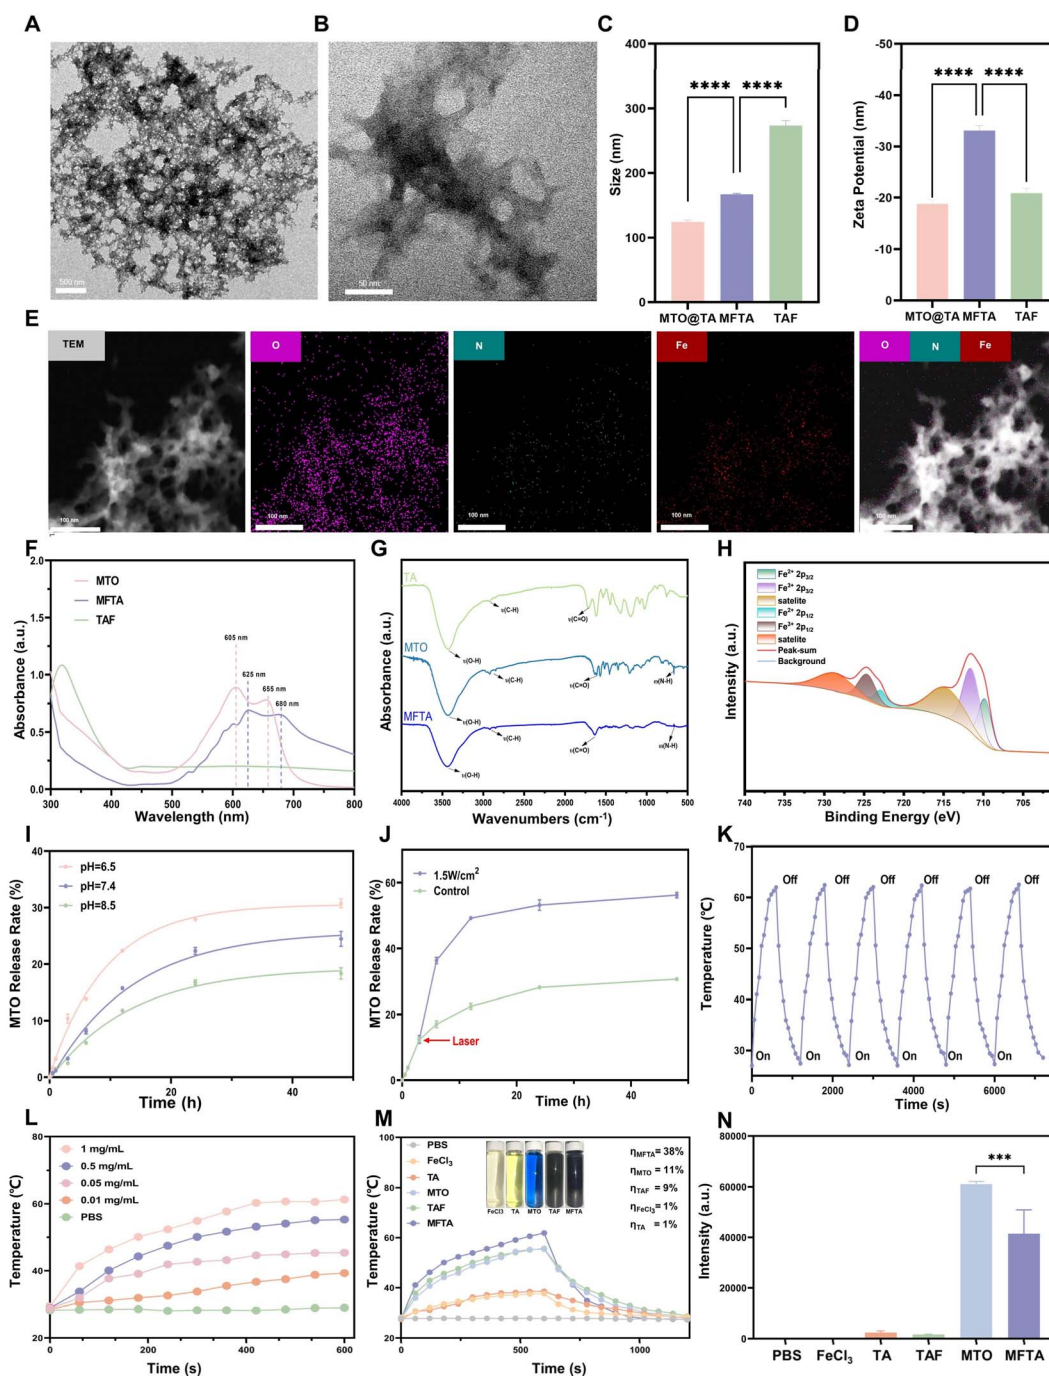 A
500 nm
B
50 nm
C
400
300
200
100
0
Size (nm)
****
****
MTO@TA MFTA TAF
D
-50
-40
-30
-20
-10
0
Zeta Potential (nm)
****
****
MTO@TA MFTA TAF
E
TEM
O
N
Fe
O N Fe
100 nm
100 nm
100 nm
100 nm
100 nm
F
2.0
1.5
1.0
0.5
0.0
Absorbance (a.u.)
MTO
MFTA
TAF
605 nm
625 nm
655 nm
680 nm
300 400 500 600 700 800
Wavelength (nm)
G
Absorbance (a.u.)
TA
υ(C-H)
υ(C=O)
υ(O-H)
MTO
υ(C-H)
υ(C=O)
ω(N-H)
υ(O-H)
MFTA
υ(C-H)
υ(C=O)
ω(N-H)
υ(O-H)
4000 3500 3000 2500 2000 1500 1000 500
Wavenumbers (cm⁻¹)
H
Intensity (a.u.)
Fe²⁺ 2p₃/₂
Fe³⁺ 2p₃/₂
satelite
Fe²⁺ 2p₁/₂
Fe³⁺ 2p₁/₂
satelite
Peak-sum
Background
740 730 720 710 70
Binding Energy (eV)
I
40
30
20
10
0
MTO Release Rate (%)
pH=6.5
pH=7.4
pH=8.5
0 20 40
Time (h)
J
60
40
20
0
MTO Release Rate (%)
1.5W/cm²
Control
Laser
0 20 40
Time (h)
K
70
60
50
40
30
Temperature (℃)
Off Off Off Off Off Off
On On On On On On
0 2000 4000 6000
Time (s)
L
80
60
40
20
Temperature (℃)
1 mg/mL
0.5 mg/mL
0.05 mg/mL
0.01 mg/mL
PBS
0 200 400 600
Time (s)
M
100
80
60
40
20
Temperature (℃)
PBS
FeCl₃
TA
MTO
TAF
MFTA
FeCl3 TA MTO TAF MFTA
ηMFTA = 38%
ηMTO = 11%
ηTAF = 9%
ηFeCl₃ = 1%
ηTA = 1%
0 500 1000
Time (s)
N
80000
60000
40000
20000
0
Intensity (a.u.)
***
PBS FeCl₃ TA TAF MTO MFTA